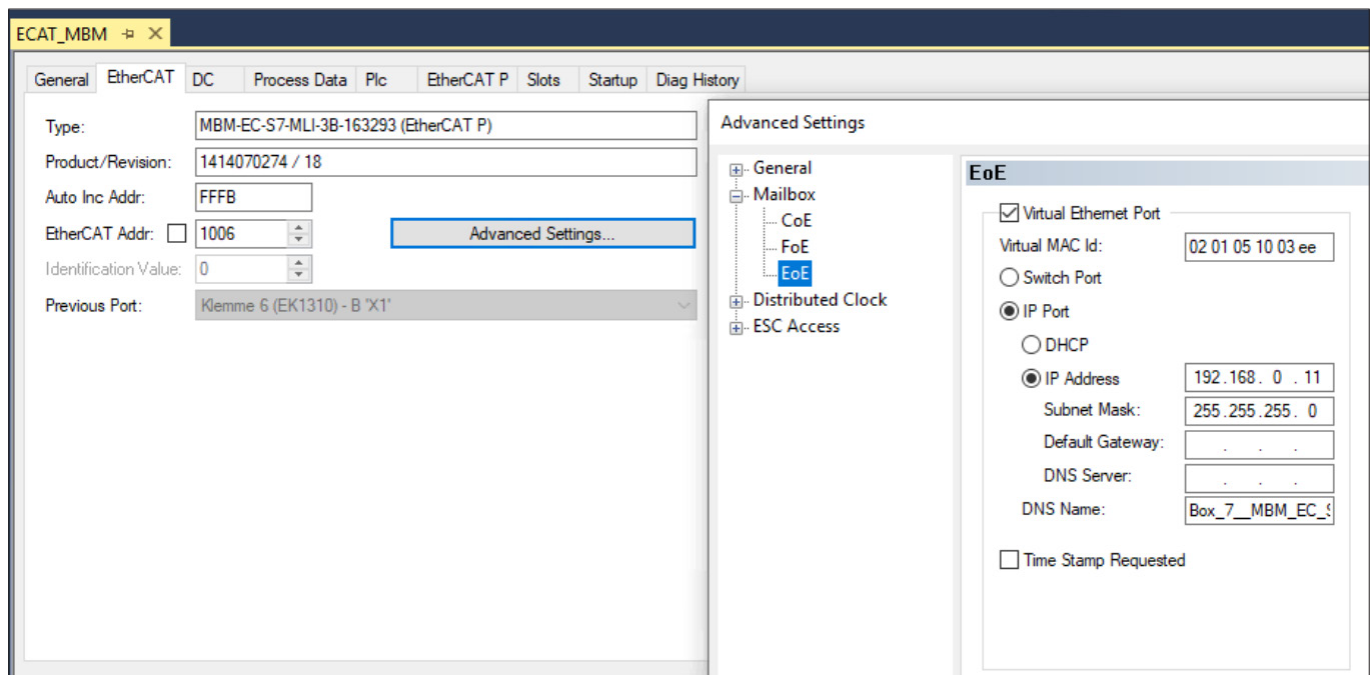 ECAT_MBM
General EtherCAT DC Process Data Plc EtherCAT P Slots Startup Diag History
Type: MBM-EC-S7-MLI-3B-163293 (EtherCAT P)
Product/Revision: 1414070274 / 18
Auto Inc Addr: FFFB
EtherCAT Addr: 1006 Advanced Settings...
Identification Value: 0
Previous Port: Klemme 6 (EK1310) - B 'X1'
Advanced Settings
General
Mailbox
CoE
FoE
EoE
Distributed Clock
ESC Access
EoE
Virtual Ethernet Port
Virtual MAC Id: 02 01 05 10 03 ee
Switch Port
IP Port
DHCP
IP Address 192.168. 0 . 11
Subnet Mask: 255.255.255. 0
Default Gateway: . . .
DNS Server: . . .
DNS Name: Box_7__MBM_EC_
Time Stamp Requested